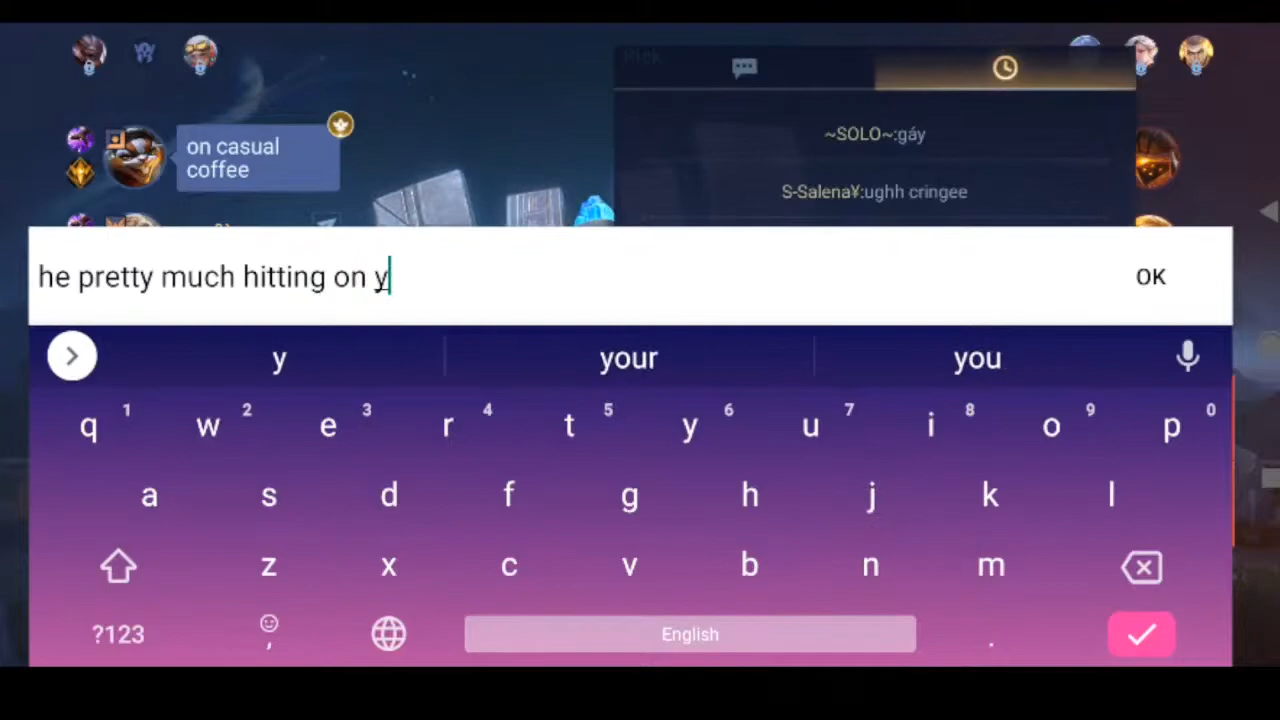 Pick
~SOLO~:gáy
on casual
coffee
S-Salena¥:ughh cringee
he pretty much hitting on y
OK
y your you
q 1 w 2 e 3 r 4 t 5 y 6 u 7 i 8 o 9 p 0
a s d f g h j k l
z x c v b n m
?123 , English .